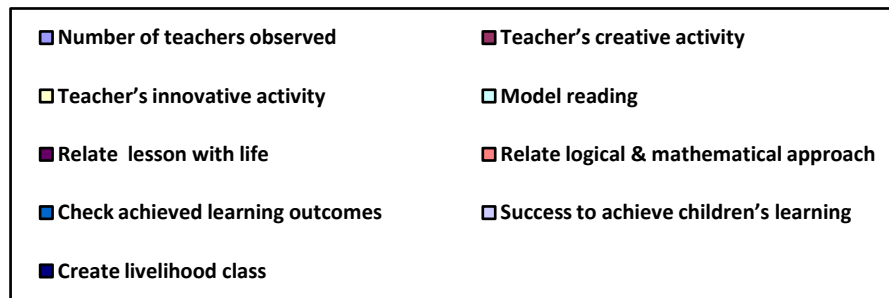 Number of teachers observed
Teacher's creative activity
Teacher's innovative activity
Model reading
Relate lesson with life
Relate logical & mathematical approach
Check achieved learning outcomes
Success to achieve children's learning
Create livelihood class